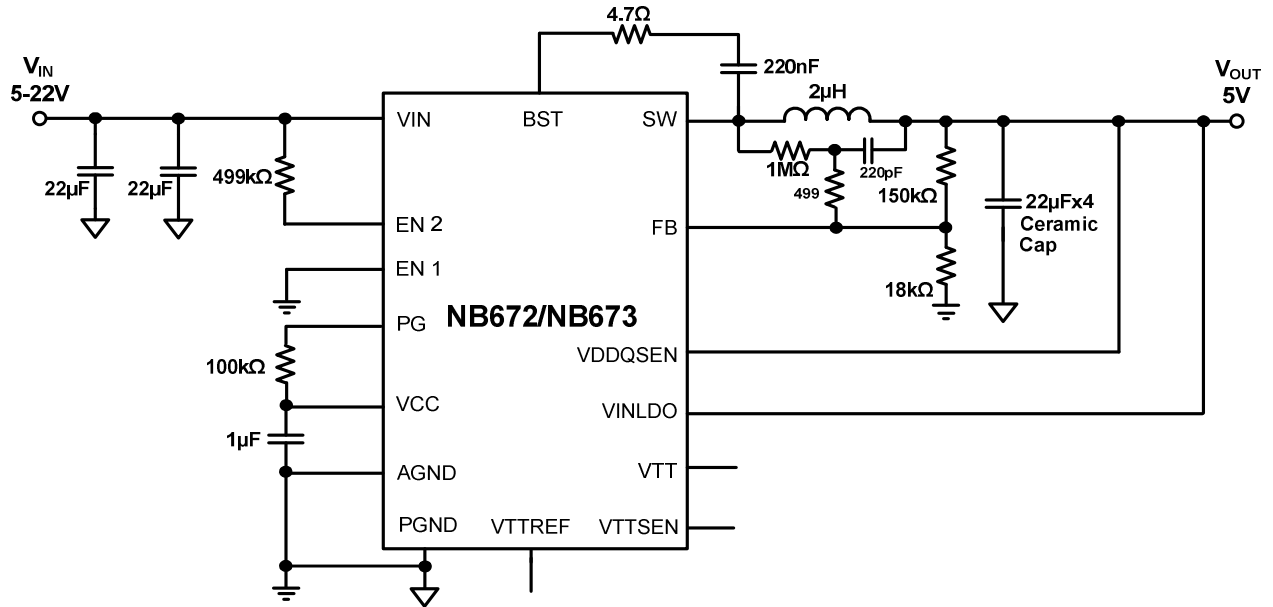 4.7Ω
220nF
V_IN
5-22V
V_OUT
5V
2µH
VIN
BST
SW
22µF
22µF
499kΩ
1MΩ
220pF
499
150kΩ
22µFx4
Ceramic
Cap
EN 2
FB
EN 1
18kΩ
NB672/NB673
PG
VDDQSEN
100kΩ
VCC
VINLDO
1µF
AGND
VTT
PGND
VTTREF
VTTSEN